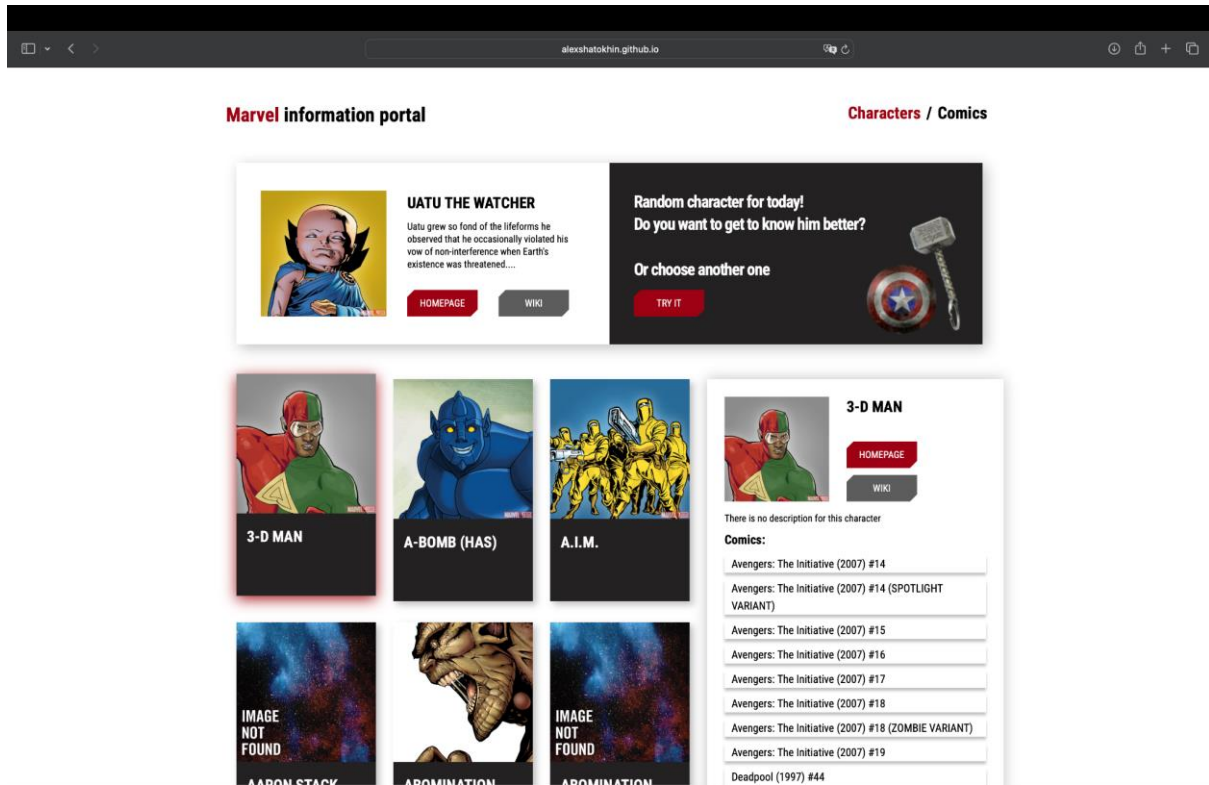 alexshatokhin.github.io
Marvel information portal
Characters / Comics
UATU THE WATCHER
Uatu grew so fond of the lifeforms he
observed that he occasionally violated his
vow of non-interference when Earth's
existence was threatened....
HOMEPAGE
WIKI
Random character for today!
Do you want to get to know him better?
Or choose another one
TRY IT
3-D MAN
A-BOMB (HAS)
A.I.M.
3-D MAN
HOMEPAGE
WIKI
There is no description for this character
Comics:
Avengers: The Initiative (2007) #14
Avengers: The Initiative (2007) #14 (SPOTLIGHT
VARIANT)
Avengers: The Initiative (2007) #15
Avengers: The Initiative (2007) #16
Avengers: The Initiative (2007) #17
Avengers: The Initiative (2007) #18
Avengers: The Initiative (2007) #18 (ZOMBIE VARIANT)
Avengers: The Initiative (2007) #19
Deadpool (1997) #44
IMAGE
NOT
FOUND
IMAGE
NOT
FOUND
AARON STACK
ABOMINATION
ABOMINATION